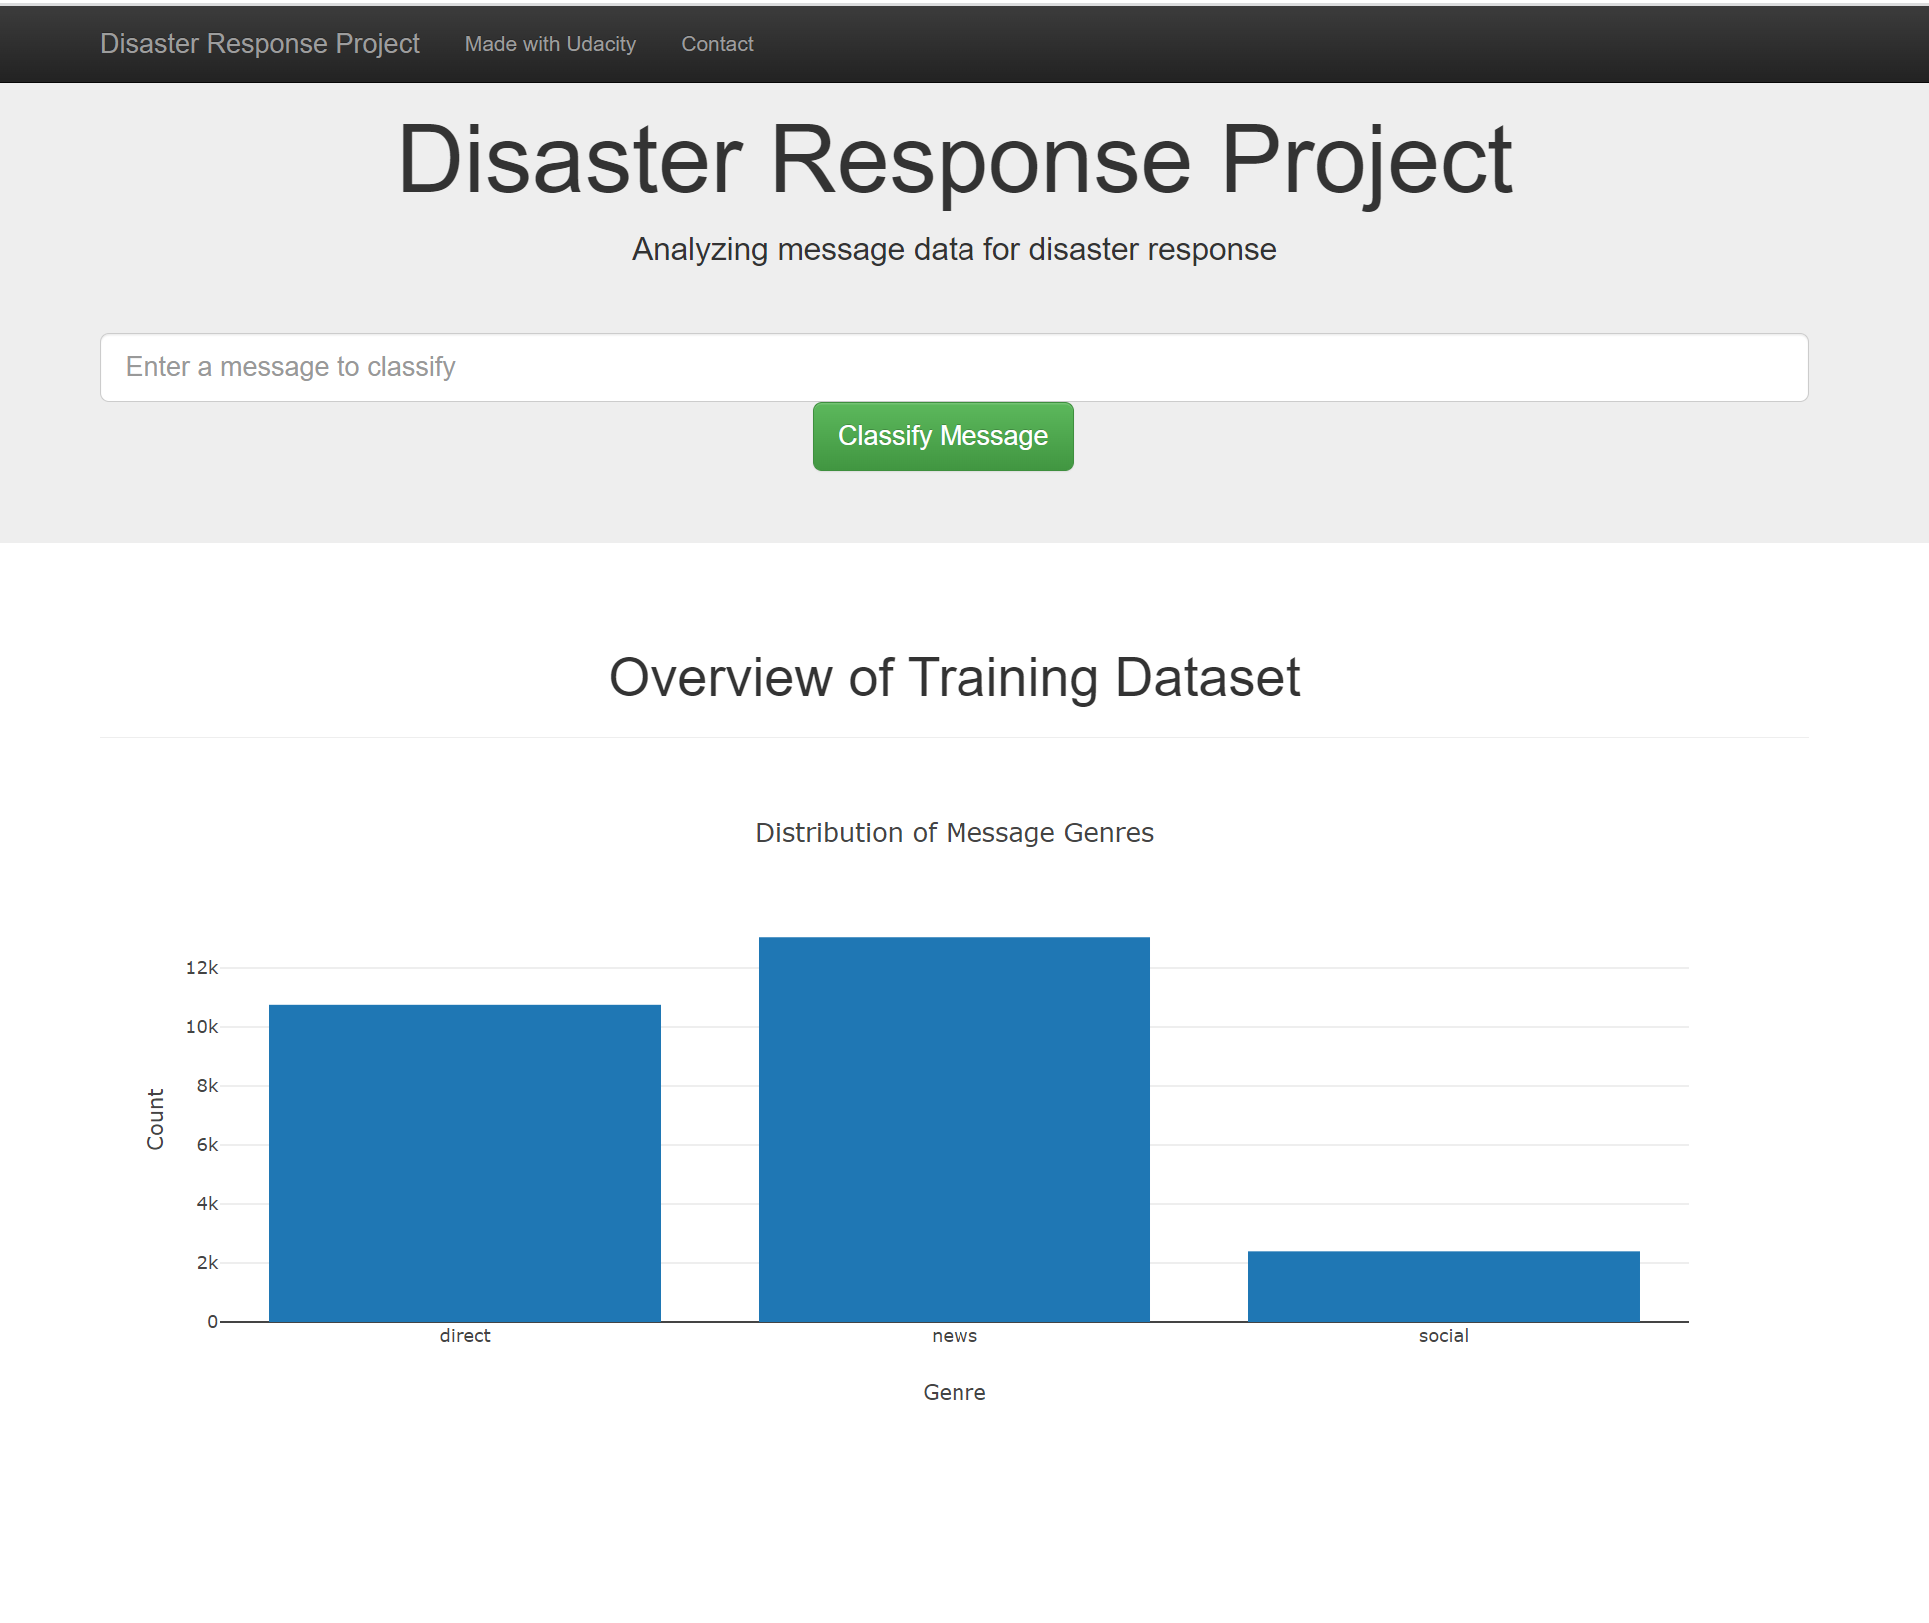 Disaster Response Project Made with Udacity Contact
Disaster Response Project
Analyzing message data for disaster response
Enter a message to classify
Classify Message
Overview of Training Dataset
Distribution of Message Genres
12k
10k
8k
6k
4k
2k
0
Count
direct news social
Genre